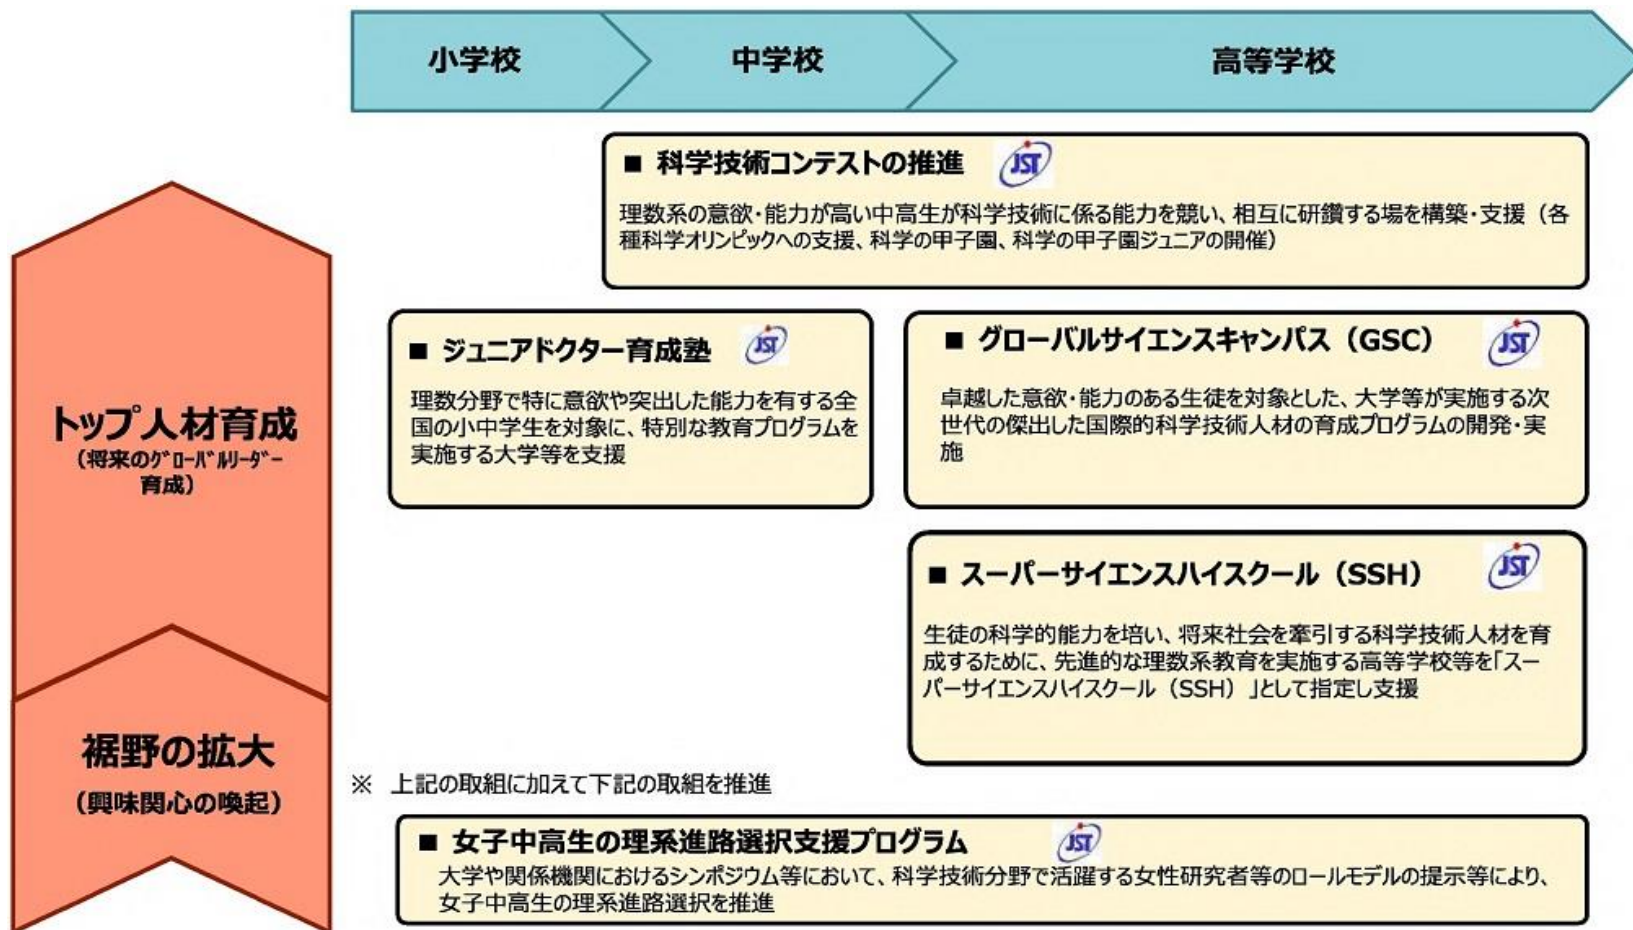 小学校
中学校
高等学校
■ 科学技術コンテストの推進 JST
理数系の意欲・能力が高い中高生が科学技術に係る能力を競い、相互に研鑽する場を構築・支援（各
種科学オリンピックへの支援、科学の甲子園、科学の甲子園ジュニアの開催）
トップ人材育成
（将来のｸﾞﾛｰﾊﾞﾙﾘｰﾀﾞｰ
育成）
■ ジュニアドクター育成塾 JST
理数分野で特に意欲や突出した能力を有する全
国の小中学生を対象に、特別な教育プログラムを
実施する大学等を支援
■ グローバルサイエンスキャンパス（GSC） JST
卓越した意欲・能力のある生徒を対象とした、大学等が実施する次
世代の傑出した国際的科学技術人材の育成プログラムの開発・実
施
■ スーパーサイエンスハイスクール（SSH） JST
生徒の科学的能力を培い、将来社会を牽引する科学技術人材を育
成するために、先進的な理数系教育を実施する高等学校等を「スー
パーサイエンスハイスクール（SSH）」として指定し支援
裾野の拡大
（興味関心の喚起）
※ 上記の取組に加えて下記の取組を推進
■ 女子中高生の理系進路選択支援プログラム JST
大学や関係機関におけるシンポジウム等において、科学技術分野で活躍する女性研究者等のロールモデルの提示等により、
女子中高生の理系進路選択を推進